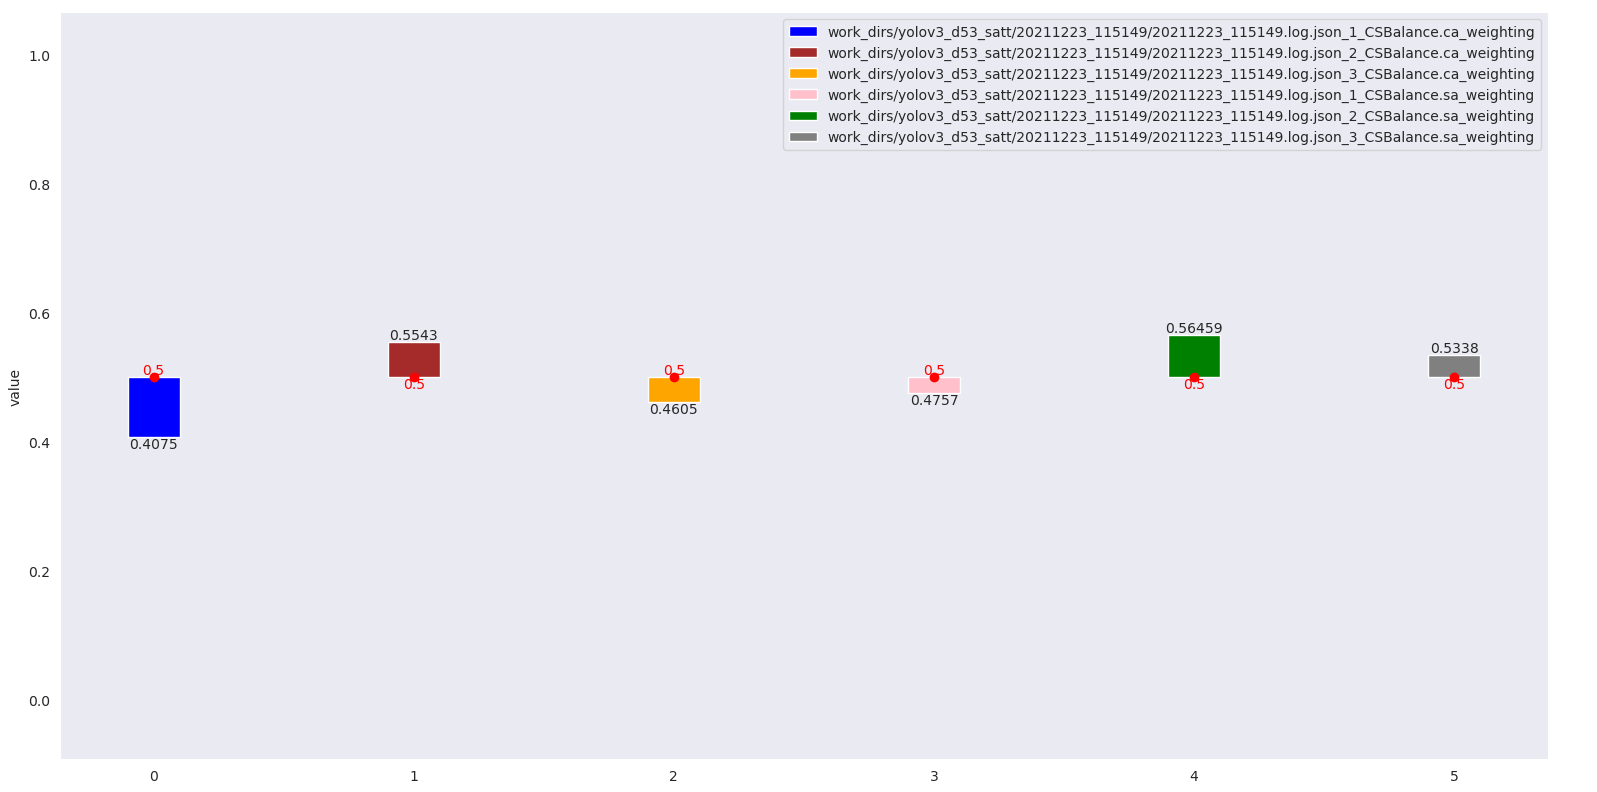 work_dirs/yolov3_d53_satt/20211223_115149/20211223_115149.log.json_1_CSBalance.ca_weighting
work_dirs/yolov3_d53_satt/20211223_115149/20211223_115149.log.json_2_CSBalance.ca_weighting
work_dirs/yolov3_d53_satt/20211223_115149/20211223_115149.log.json_3_CSBalance.ca_weighting
work_dirs/yolov3_d53_satt/20211223_115149/20211223_115149.log.json_1_CSBalance.sa_weighting
work_dirs/yolov3_d53_satt/20211223_115149/20211223_115149.log.json_2_CSBalance.sa_weighting
work_dirs/yolov3_d53_satt/20211223_115149/20211223_115149.log.json_3_CSBalance.sa_weighting
1.0
0.8
0.6
0.4
0.2
0.0
value
0.5
0.4075
0.5543
0.5
0.5
0.4605
0.5
0.4757
0.56459
0.5
0.5338
0.5
0 1 2 3 4 5